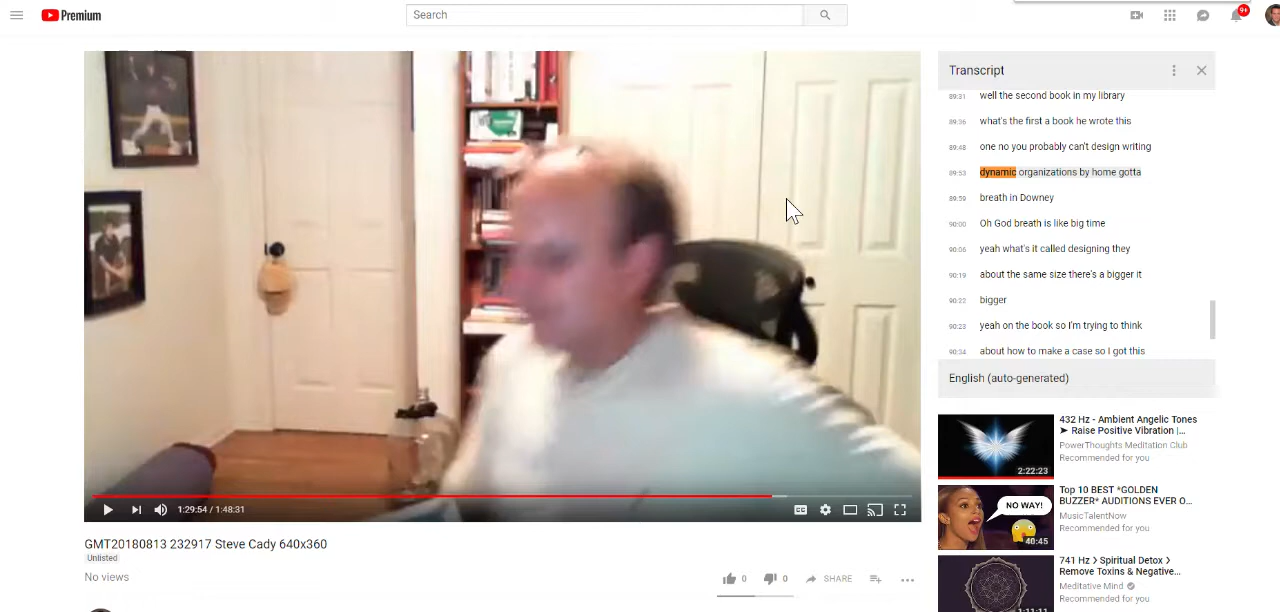 Premium
Search
9+
Transcript
89:31 well the second book in my library
89:36 what's the first a book he wrote this
89:48 one no you probably can't design writing
89:53 dynamic organizations by home gotta
89:59 breath in Downey
90:00 Oh God breath is like big time
90:06 yeah what's it called designing they
90:19 about the same size there's a bigger it
90:22 bigger
90:23 yeah on the book so I'm trying to think
90:34 about how to make a case so I got this
English (auto-generated)
1:29:54 / 1:48:31
CC
GMT20180813 232917 Steve Cady 640x360
Unlisted
No views
0
0
SHARE
432 Hz - Ambient Angelic Tones
➤ Raise Positive Vibration |...
PowerThoughts Meditation Club
Recommended for you
2:22:23
Top 10 BEST *GOLDEN
BUZZER* AUDITIONS EVER O...
MusicTalentNow
Recommended for you
NO WAY!
40:45
741 Hz ❯ Spiritual Detox ❯
Remove Toxins & Negative...
Meditative Mind
Recommended for you
1:11:11